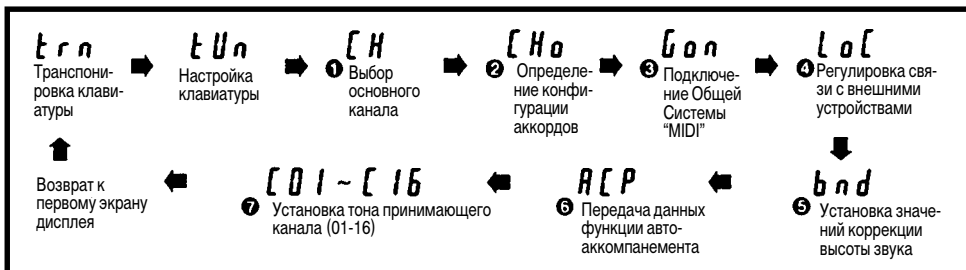 trn
Транспони-
ровка клави-
атуры
tUn
Настройка
клавиатуры
CH
❶ Выбор
основного
канала
CHo
❷ Определе-
ние конфи-
гурации
аккордов
Gon
❸ Подключе-
ние Общей
Системы
“MIDI”
LoC
❹ Регулировка свя-
зи с внешними
устройствами
bnd
❺ Установка значе-
ний коррекции
высоты звука
ACP
❻ Передача данных
функции авто-
аккомпанемента
C01 ~ C16
❼ Установка тона принимающего
канала (01-16)
Возврат к
первому экрану
дисплея